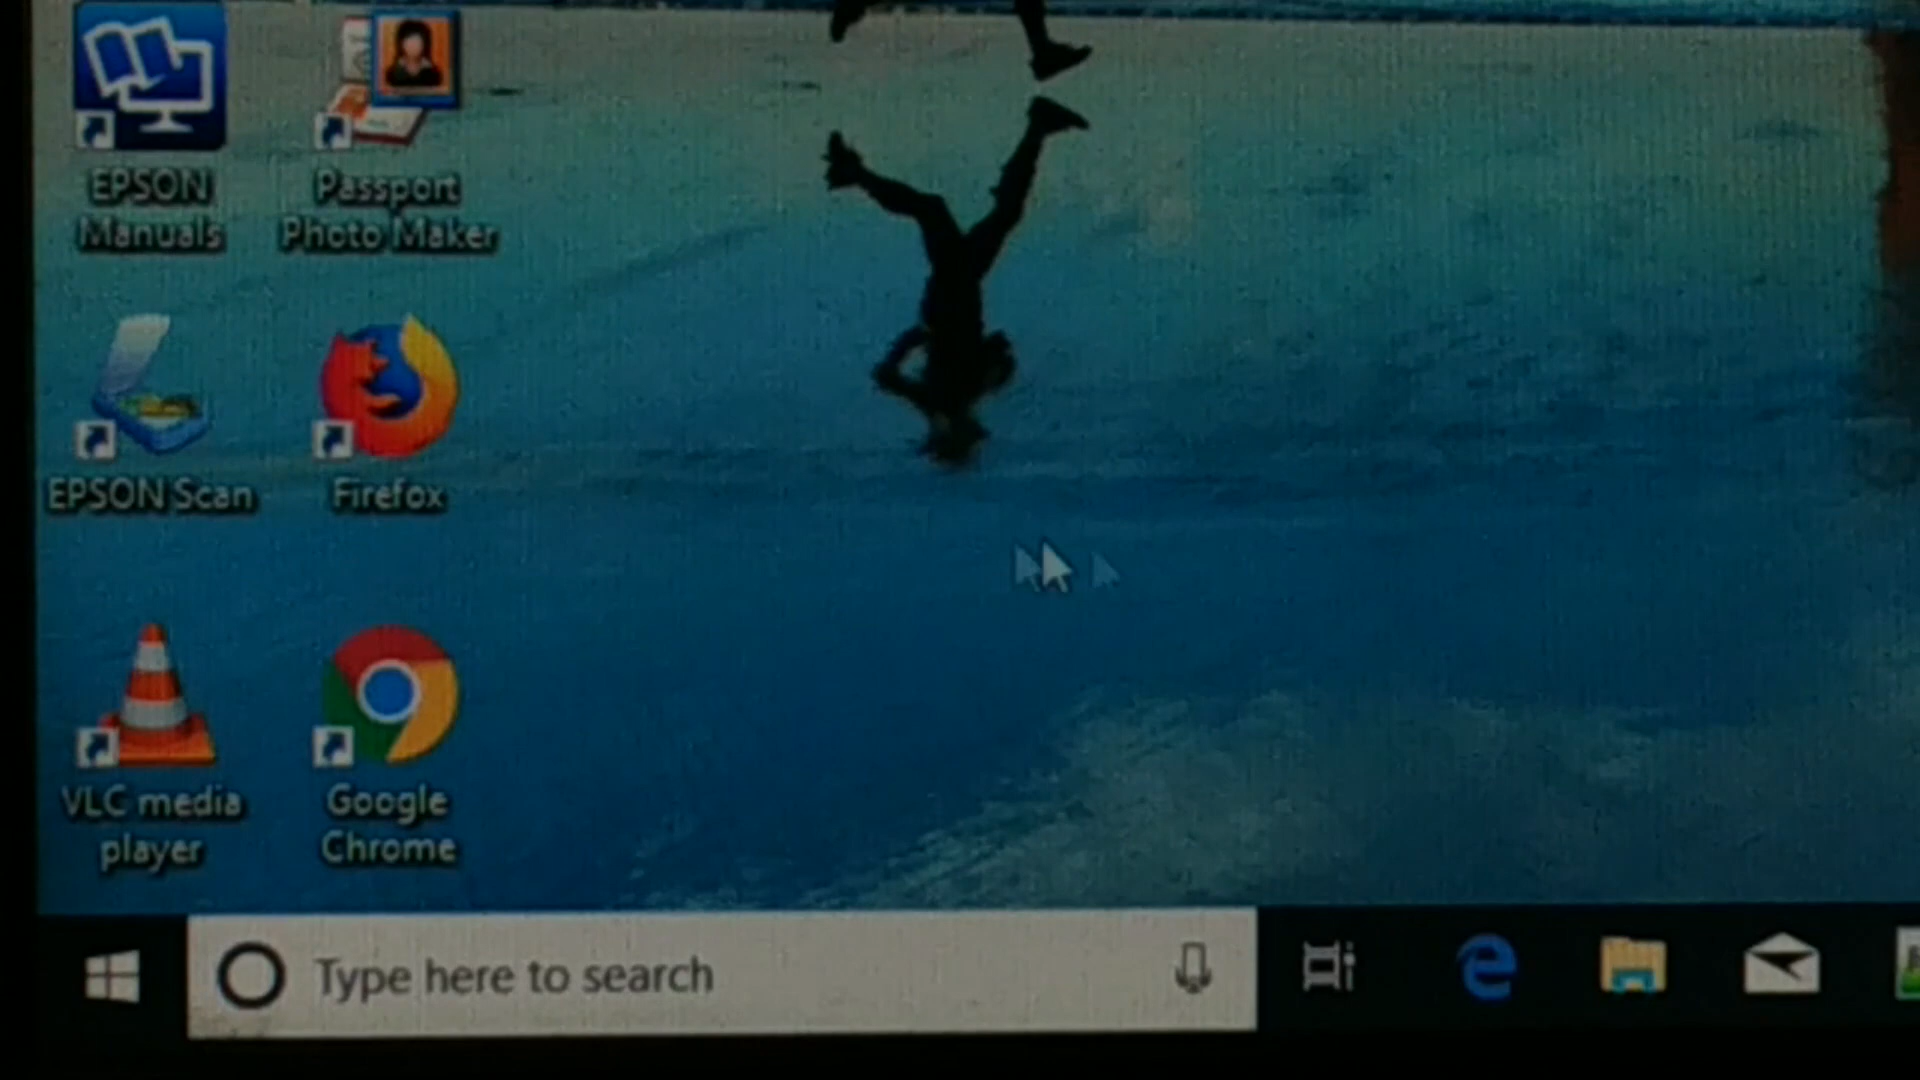 EPSON
Manuals
Passport
Photo Maker
EPSON Scan
Firefox
VLC media
player
Google
Chrome
Type here to search